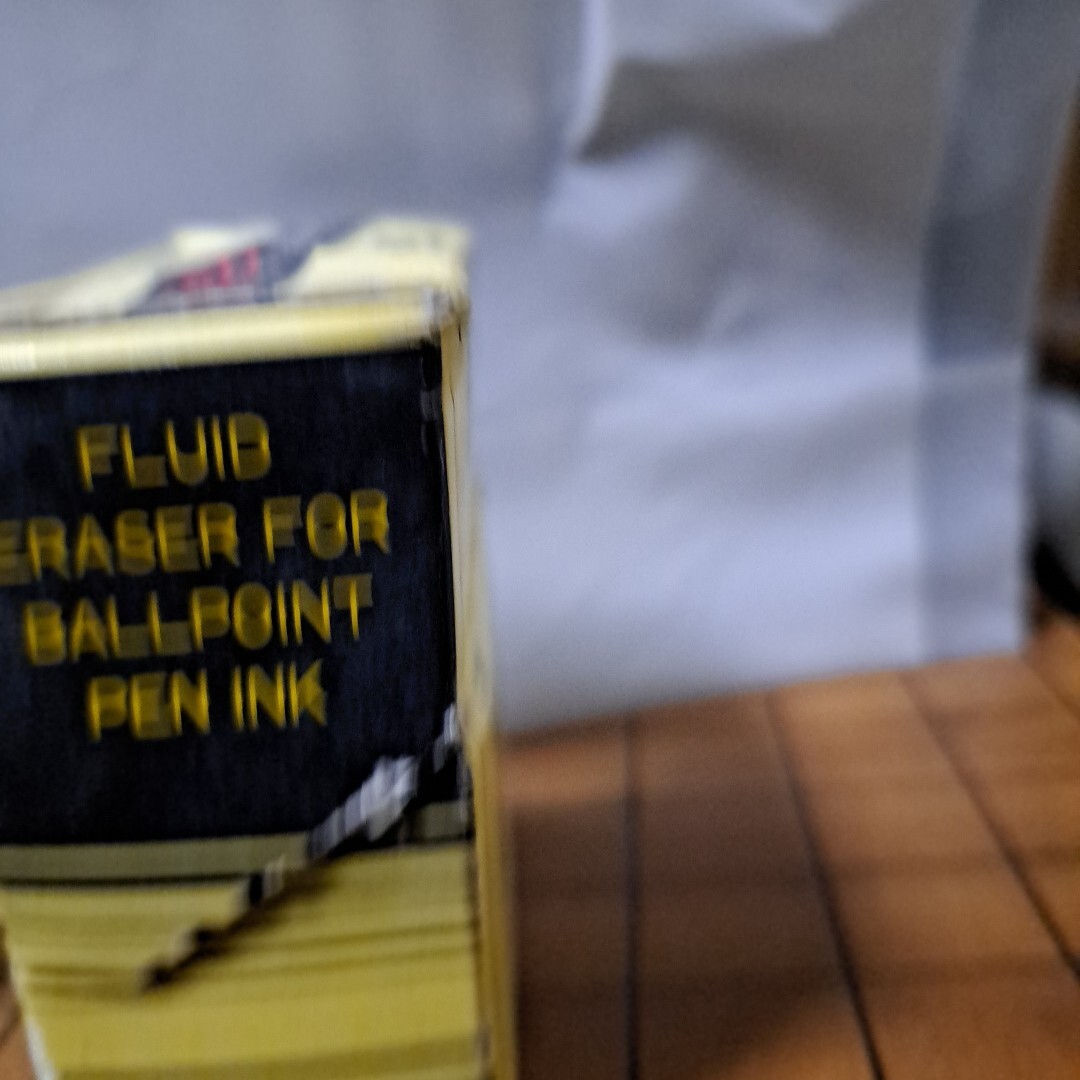 FLUID
ERASER FOR
BALLPOINT
PEN INK